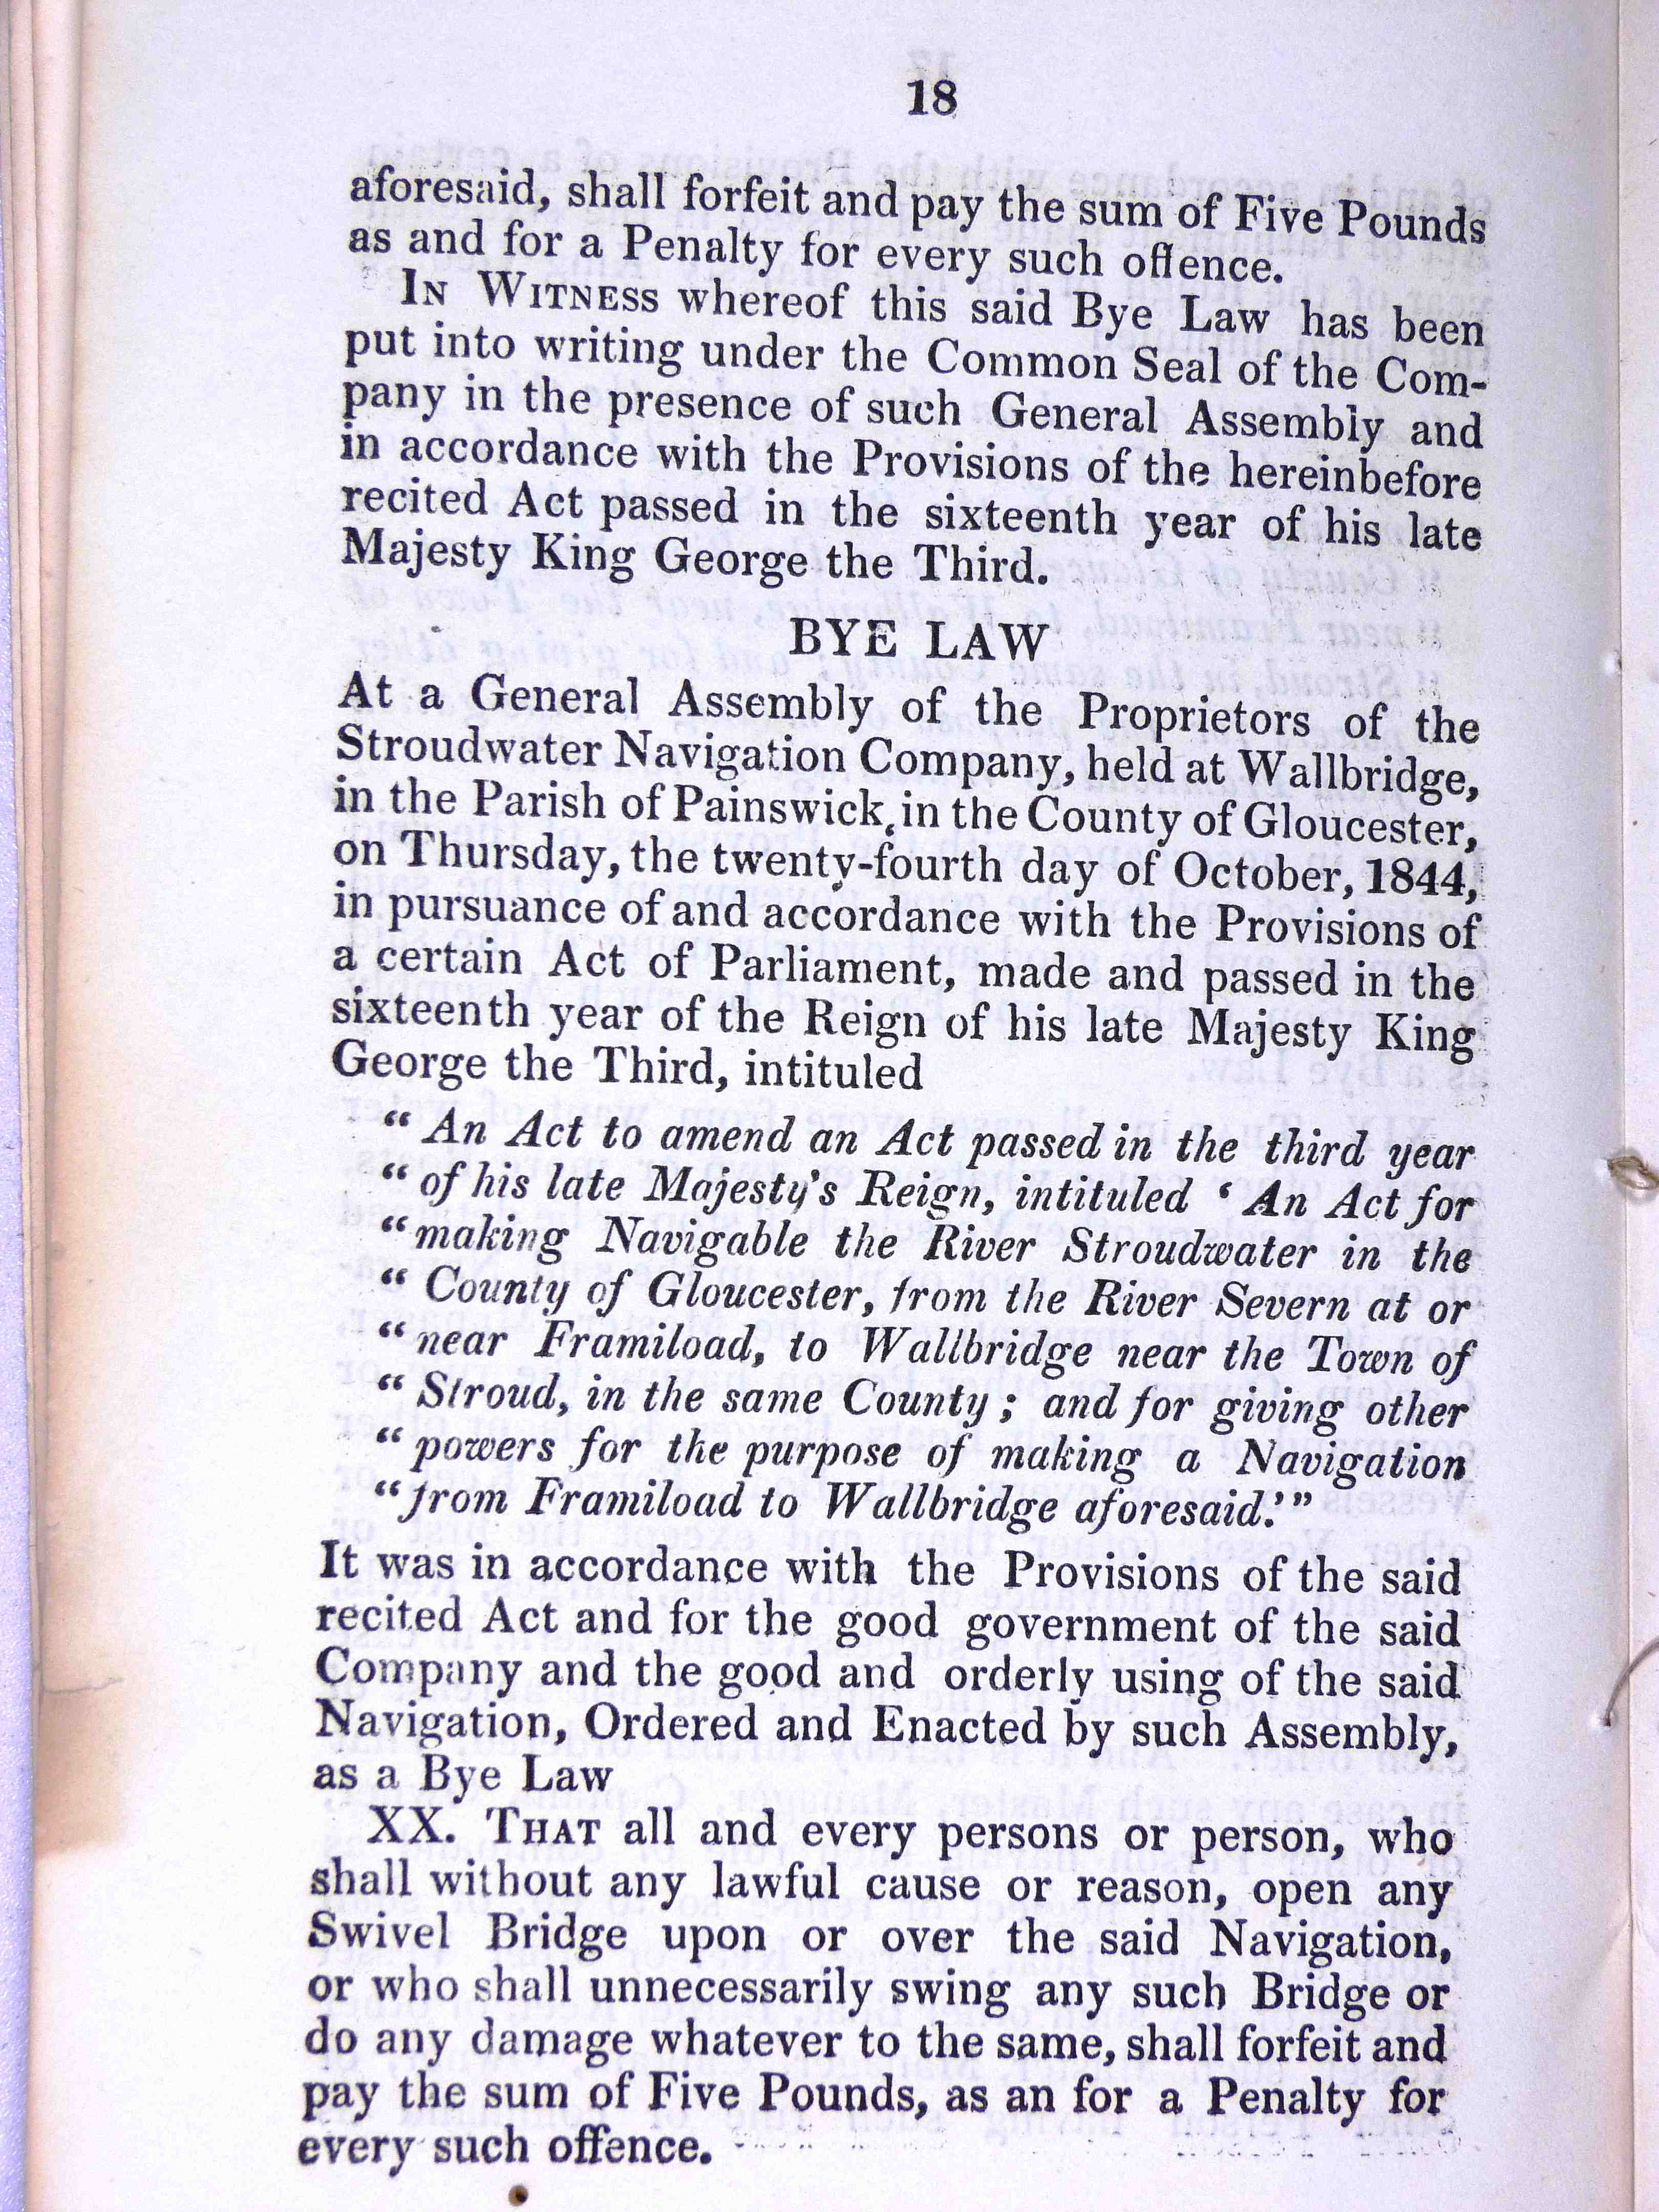 18
aforesaid, shall forfeit and pay the sum of Five Pounds
as and for a Penalty for every such offence.
IN WITNESS whereof this said Bye Law has been
put into writing under the Common Seal of the Com-
pany in the presence of such General Assembly and
in accordance with the Provisions of the hereinbefore
recited Act passed in the sixteenth year of his late
Majesty King George the Third.
BYE LAW
At a General Assembly of the Proprietors of the
Stroudwater Navigation Company, held at Wallbridge,
in the Parish of Painswick, in the County of Gloucester,
on Thursday, the twenty-fourth day of October, 1844,
in pursuance of and accordance with the Provisions of
a certain Act of Parliament, made and passed in the
sixteenth year of the Reign of his late Majesty King
George the Third, intituled
“ An Act to amend an Act passed in the third year
“ of his late Majesty's Reign, intituled ‘ An Act for
“ making Navigable the River Stroudwater in the
“ County of Gloucester, from the River Severn at or
“ near Framiload, to Wallbridge near the Town of
“ Stroud, in the same County ; and for giving other
“ powers for the purpose of making a Navigation
“ from Framiload to Wallbridge aforesaid.’”
It was in accordance with the Provisions of the said
recited Act and for the good government of the said
Company and the good and orderly using of the said
Navigation, Ordered and Enacted by such Assembly,
as a Bye Law
XX. THAT all and every persons or person, who
shall without any lawful cause or reason, open any
Swivel Bridge upon or over the said Navigation,
or who shall unnecessarily swing any such Bridge or
do any damage whatever to the same, shall forfeit and
pay the sum of Five Pounds, as an for a Penalty for
every such offence.